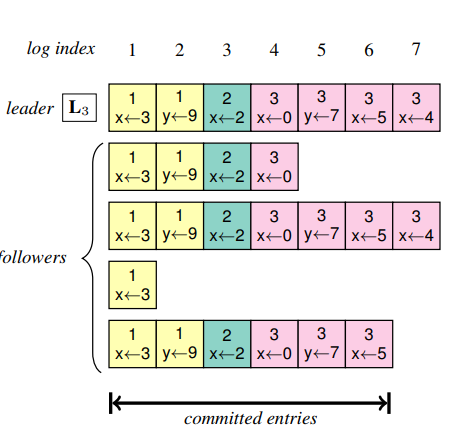 log index 1 2 3 4 5 6 7
leader L3 1 1 2 3 3 3 3
x←3 y←9 x←2 x←0 y←7 x←5 x←4
1 1 2 3
x←3 y←9 x←2 x←0
1 1 2 3 3 3 3
x←3 y←9 x←2 x←0 y←7 x←5 x←4
followers
1
x←3
1 1 2 3 3 3
x←3 y←9 x←2 x←0 y←7 x←5
committed entries